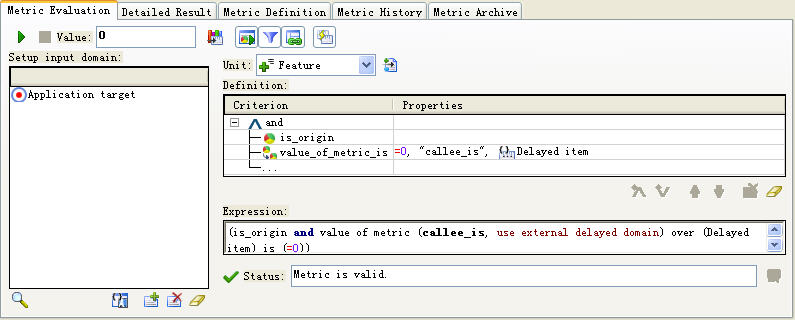 Metric Evaluation Detailed Result Metric Definition Metric History Metric Archive
Value: 0
Setup input domain:
Application target
Unit: Feature
Definition:
Criterion Properties
and
is_origin
value_of_metric_is =0, "callee_is", Delayed item
...
Expression:
(is_origin and value of metric (callee_is, use external delayed domain) over (Delayed
item) is (=0))
Status: Metric is valid.